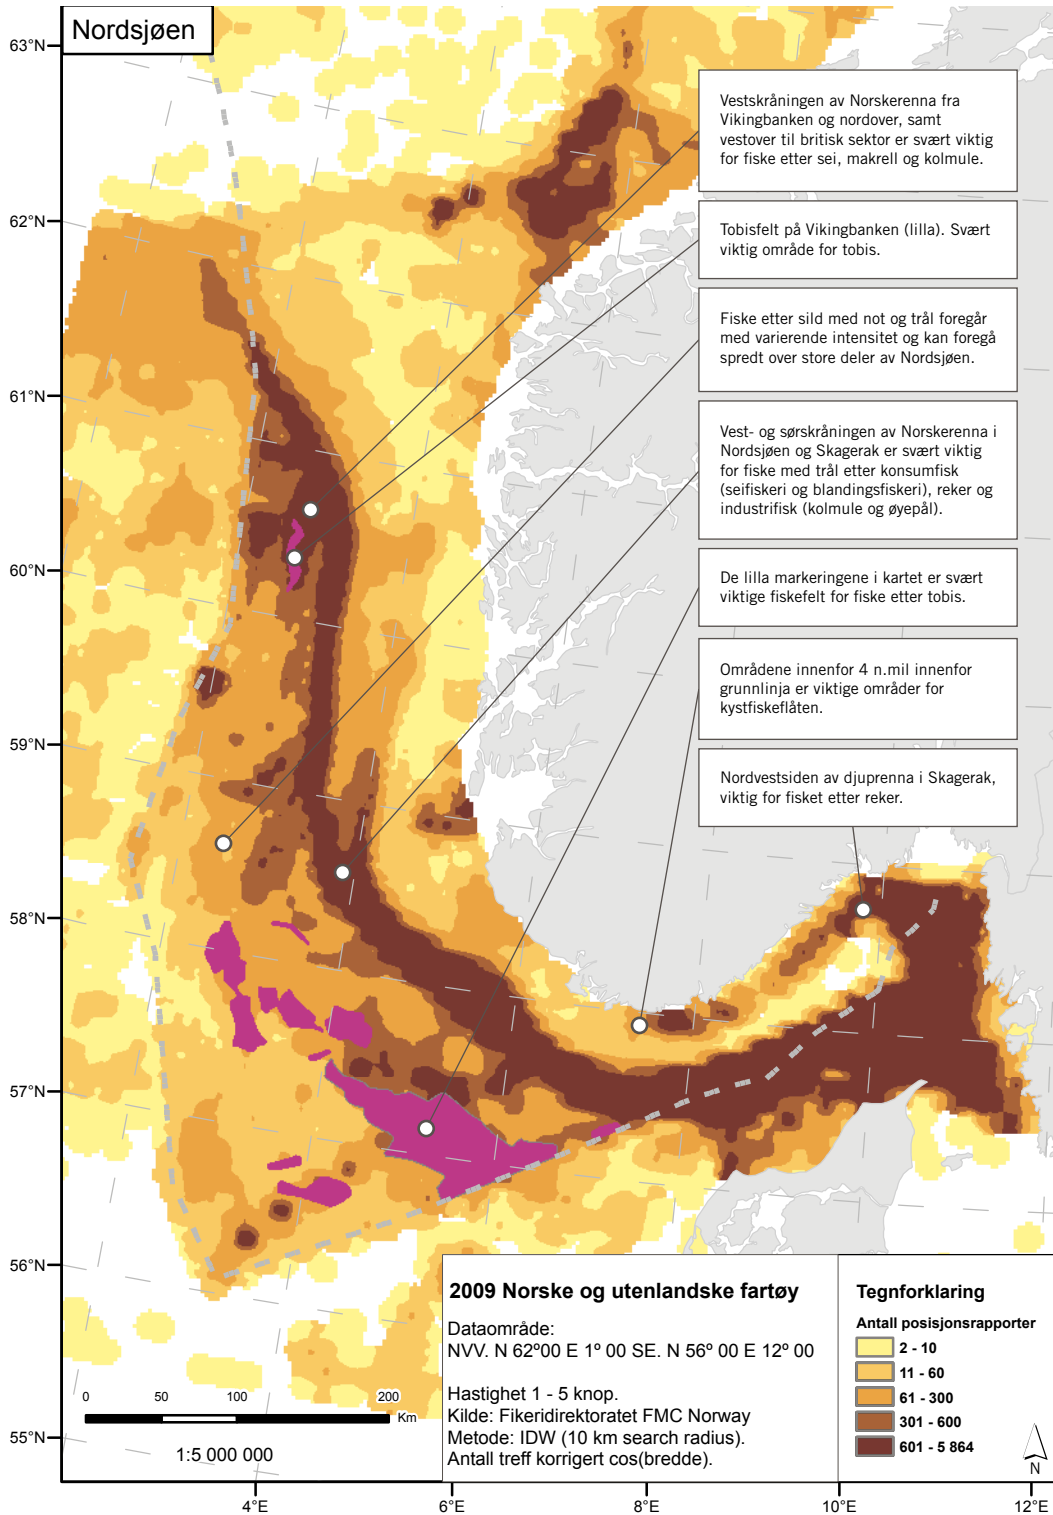 Nordsjøen
63°N
62°N
61°N
60°N
59°N
58°N
57°N
56°N
55°N
Vestskråningen av Norskerenna fra
Vikingbanken og nordover, samt
vestover til britisk sektor er svært viktig
for fiske etter sei, makrell og kolmule.
Tobisfelt på Vikingbanken (lilla). Svært
viktig område for tobis.
Fiske etter sild med not og trål foregår
med varierende intensitet og kan foregå
spredt over store deler av Nordsjøen.
Vest- og sørskråningen av Norskerenna i
Nordsjøen og Skagerak er svært viktig
for fiske med trål etter konsumfisk
(seifiskeri og blandingsfiskeri), reker og
industrifisk (kolmule og øyepål).
De lilla markeringene i kartet er svært
viktige fiskefelt for fiske etter tobis.
Områdene innenfor 4 n.mil innenfor
grunnlinja er viktige områder for
kystfiskeflåten.
Nordvestsiden av djuprenna i Skagerak,
viktig for fisket etter reker.
2009 Norske og utenlandske fartøy
Dataområde:
NVV. N 62º00 E 1º 00 SE. N 56º 00 E 12º 00
Hastighet 1 - 5 knop.
Kilde: Fikeridirektoratet FMC Norway
Metode: IDW (10 km search radius).
Antall treff korrigert cos(bredde).
Tegnforklaring
Antall posisjonsrapporter
2 - 10
11 - 60
61 - 300
301 - 600
601 - 5 864
N
0 50 100 200
Km
1:5 000 000
4°E 6°E 8°E 10°E 12°E